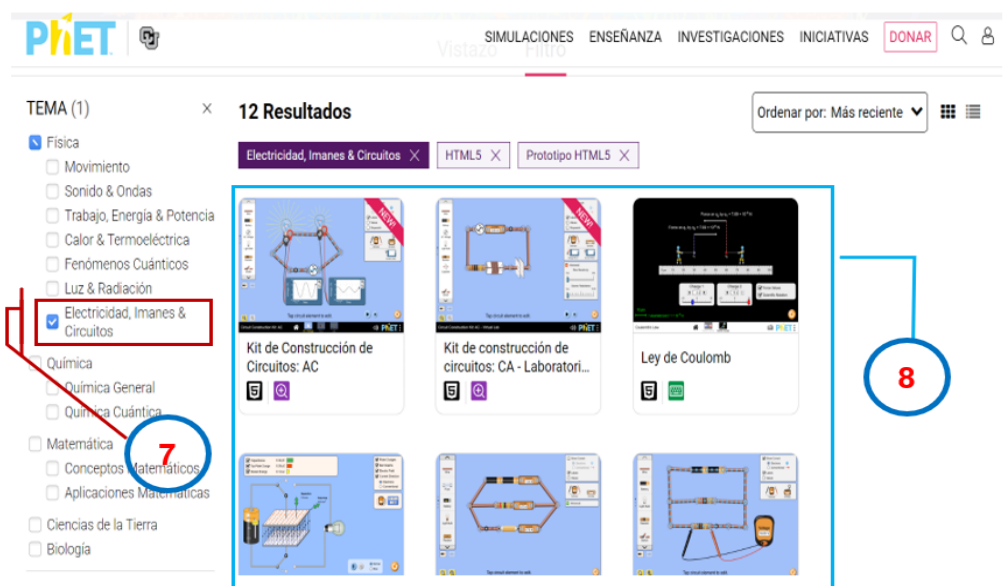 PhET
SIMULACIONES ENSEÑANZA INVESTIGACIONES INICIATIVAS DONAR
Vistazo Filtro
TEMA (1)
12 Resultados
Ordenar por: Más reciente
Electricidad, Imanes & Circuitos
HTML5
Prototipo HTML5
Física
Movimiento
Sonido & Ondas
Trabajo, Energía & Potencia
Calor & Termoeléctrica
Fenómenos Cuánticos
Luz & Radiación
Electricidad, Imanes &
Circuitos
Química
Química General
Química Cuántica
Matemática
Conceptos Matemáticos
Aplicaciones Matemáticas
Ciencias de la Tierra
Biología
7
NEW!
Kit de Construcción de
Circuitos: AC
NEW!
Kit de construcción de
circuitos: CA - Laboratori...
Ley de Coulomb
8